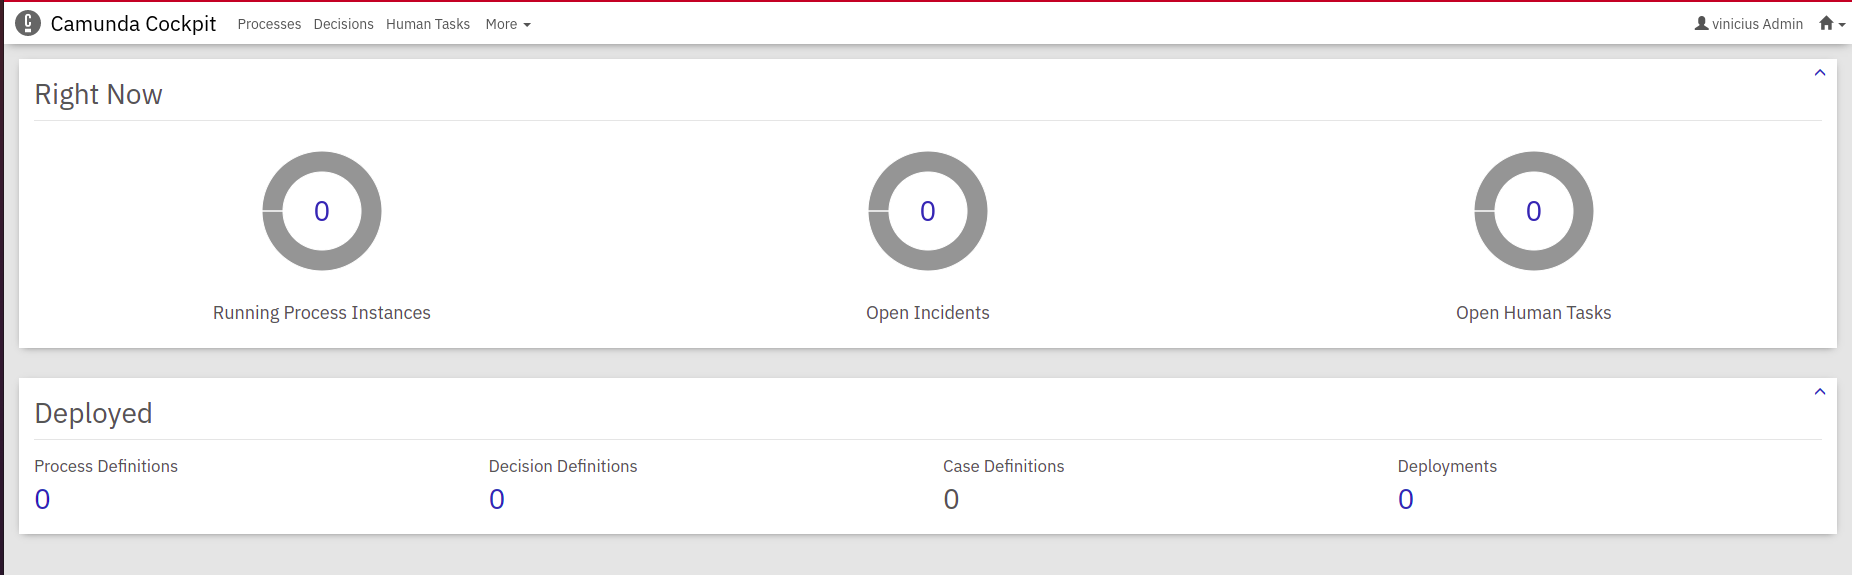 C Camunda Cockpit Processes Decisions Human Tasks More vinicius Admin
Right Now
0 0 0
Running Process Instances Open Incidents Open Human Tasks
Deployed
Process Definitions Decision Definitions Case Definitions Deployments
0 0 0 0